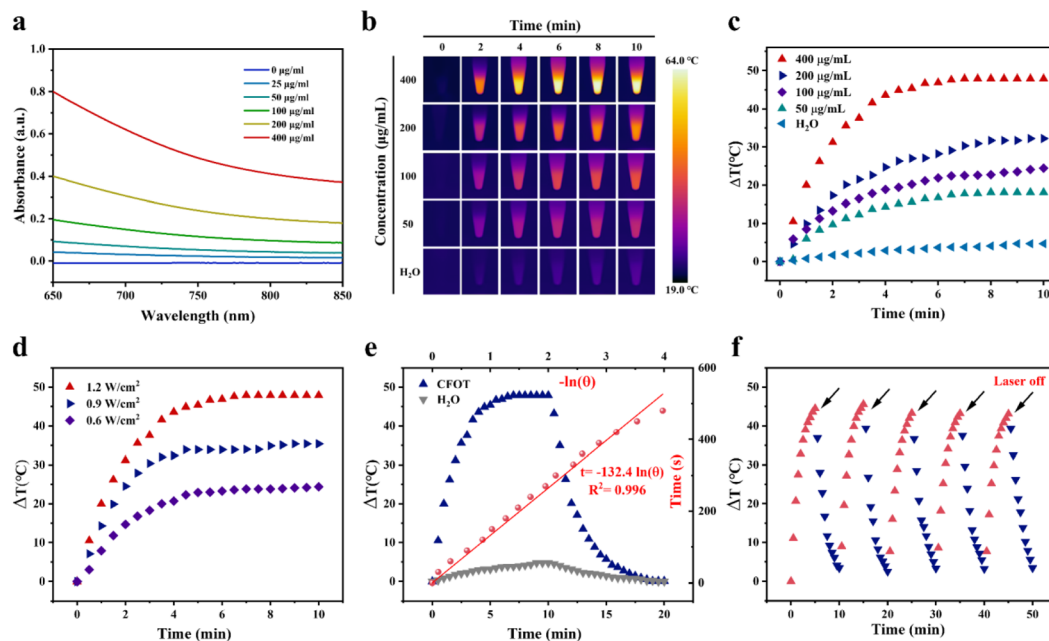 a
1.0
0.8
0.6
0.4
0.2
0.0
Absorbance (a.u.)
0 μg/ml
25 μg/ml
50 μg/ml
100 μg/ml
200 μg/ml
400 μg/ml
650 700 750 800 850
Wavelength (nm)
b
Time (min)
0 2 4 6 8 10
Concentration (μg/mL)
400
200
100
50
H₂O
64.0 ℃
19.0 ℃
c
ΔT(℃)
50
40
30
20
10
0
400 μg/mL
200 μg/mL
100 μg/mL
50 μg/mL
H₂O
0 2 4 6 8 10
Time (min)
d
ΔT(℃)
50
40
30
20
10
0
1.2 W/cm²
0.9 W/cm²
0.6 W/cm²
0 2 4 6 8 10
Time (min)
e
0 1 2 3 4
-ln(θ)
ΔT(℃)
50
40
30
20
10
0
CFOT
H₂O
t= -132.4 ln(θ)
R²= 0.996
600
400
200
0
Time (s)
0 5 10 15 20
Time (min)
f
ΔT (℃)
50
40
30
20
10
0
Laser off
0 10 20 30 40 50
Time (min)